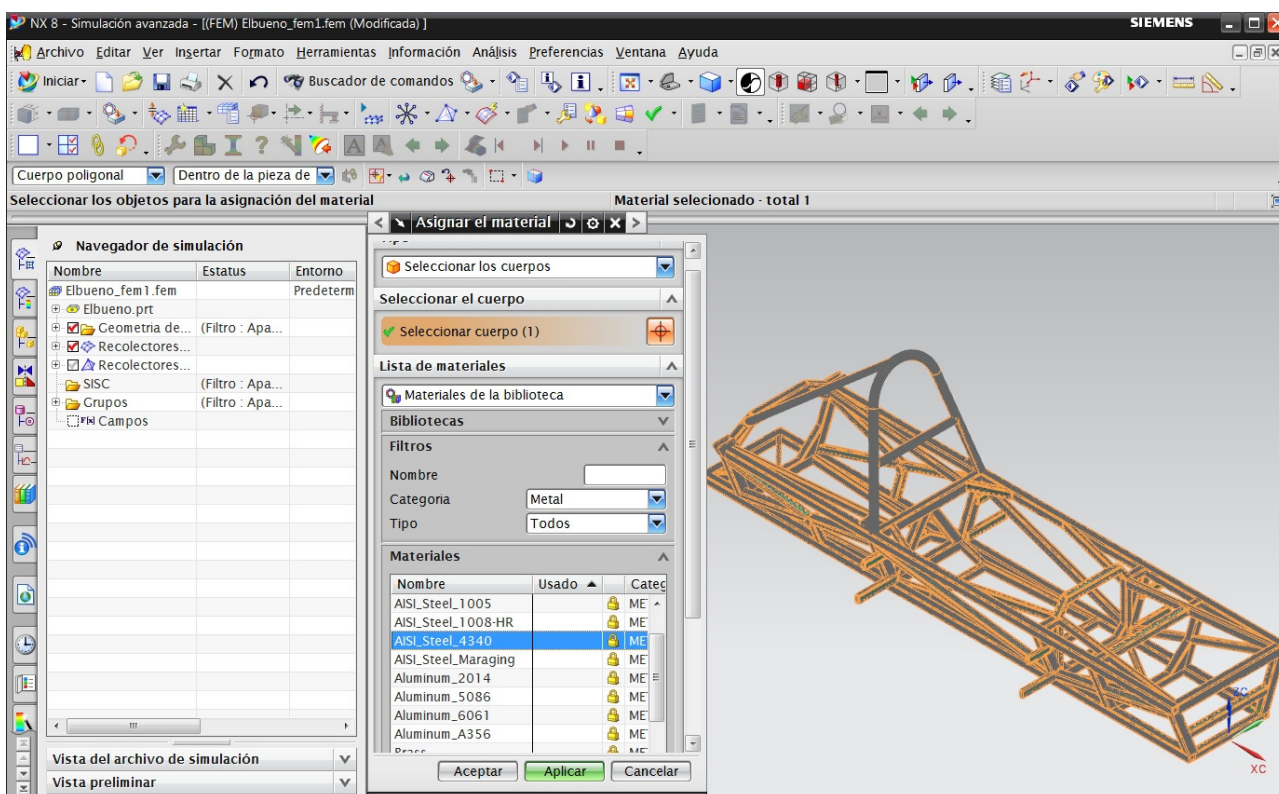 NX 8 - Simulación avanzada - [(FEM) Elbueno_fem1.fem (Modificada) ]
SIEMENS
Archivo Editar Ver Insertar Formato Herramientas Información Análisis Preferencias Ventana Ayuda
Iniciar Buscador de comandos
Cuerpo poligonal Dentro de la pieza de
Seleccionar los objetos para la asignación del material
Material seleccionado - total 1
Navegador de simulación
Nombre Estatus Entorno
Elbueno_fem1.fem Predeterm
Elbueno.prt
Geometria de... (Filtro : Apa...
Recolectores...
Recolectores...
SISC (Filtro : Apa...
Grupos (Filtro : Apa...
Campos
Vista del archivo de simulación
Vista preliminar
Asignar el material
Seleccionar los cuerpos
Seleccionar el cuerpo
Seleccionar cuerpo (1)
Lista de materiales
Materiales de la biblioteca
Bibliotecas
Filtros
Nombre
Categoria Metal
Tipo Todos
Materiales
Nombre Usado Categ
AISI_Steel_1005 ME
AISI_Steel_1008-HR ME
AISI_Steel_4340 ME
AISI_Steel_Maraging ME
Aluminum_2014 ME
Aluminum_5086 ME
Aluminum_6061 ME
Aluminum_A356 ME
Aceptar Aplicar Cancelar
ZC
XC